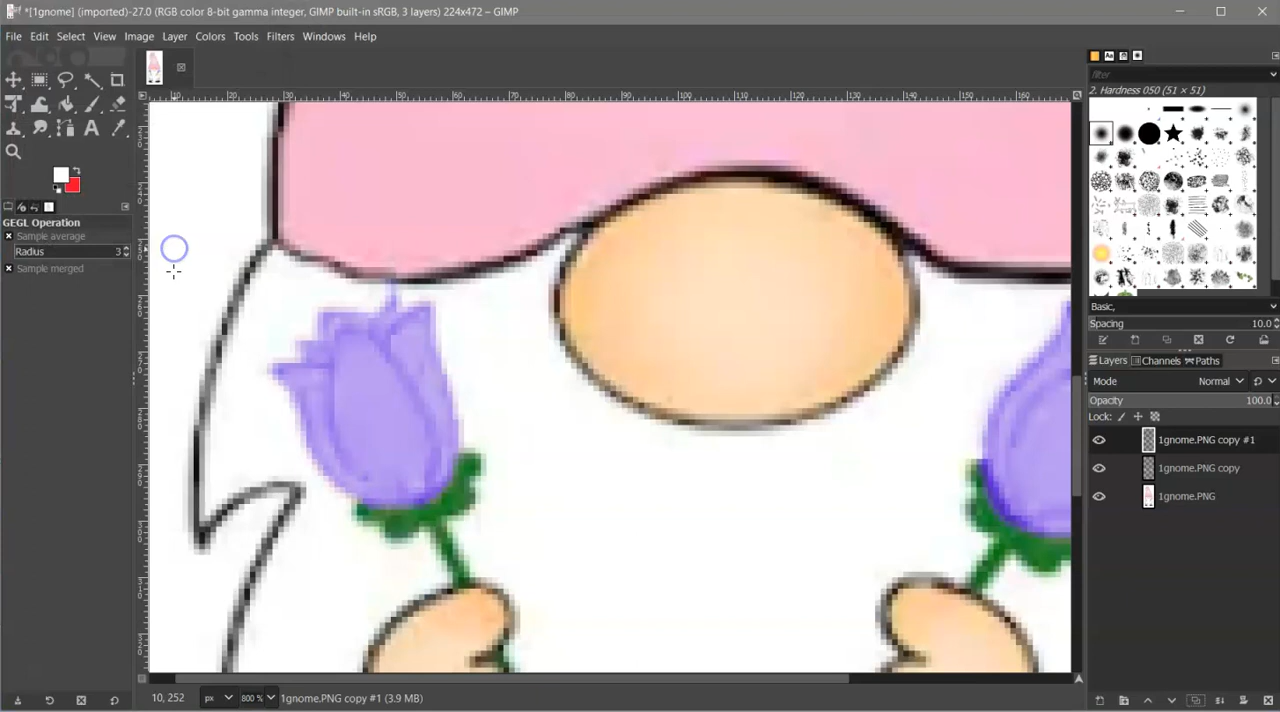 *[1gnome] (imported)-27.0 (RGB color 8-bit gamma integer, GIMP built-in sRGB, 3 layers) 224x472 – GIMP
File Edit Select View Layer Colors Tools Filters Windows Help
Image
filter
2. Hardness 050 (51 × 51)
GEGL Operation
Sample average
Radius 3
Sample merged
Basic,
Spacing 10.0
Layers Channels Paths
Mode Normal
Opacity 100.0
Lock:
1gnome.PNG copy #1
1gnome.PNG copy
1gnome.PNG
10, 252 px 800 % 1gnome.PNG copy #1 (3.9 MB)